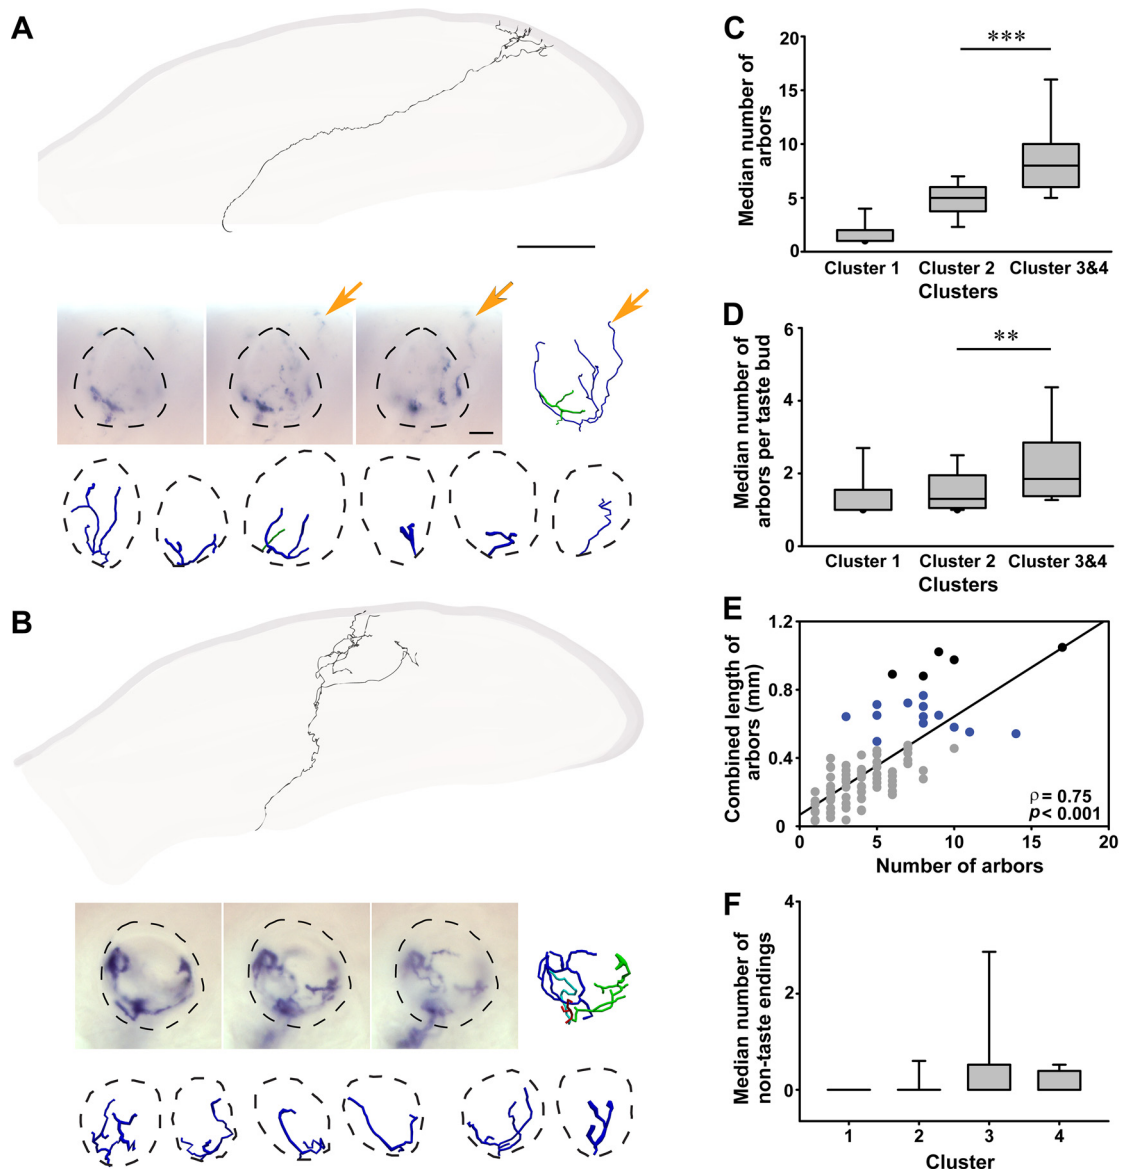 A
B
C
Median number of
arbors
20
15
10
5
0
***
Cluster 1
Cluster 2
Cluster 3&4
Clusters
D
Median number of
arbors per taste bud
6
4
2
0
**
Cluster 1
Cluster 2
Cluster 3&4
Clusters
E
Combined length of
arbors (mm)
1.2
0.8
0.4
0
ρ = 0.75
p < 0.001
0
5
10
15
20
Number of arbors
F
Median number of
non-taste endings
4
2
0
1
2
3
4
Cluster